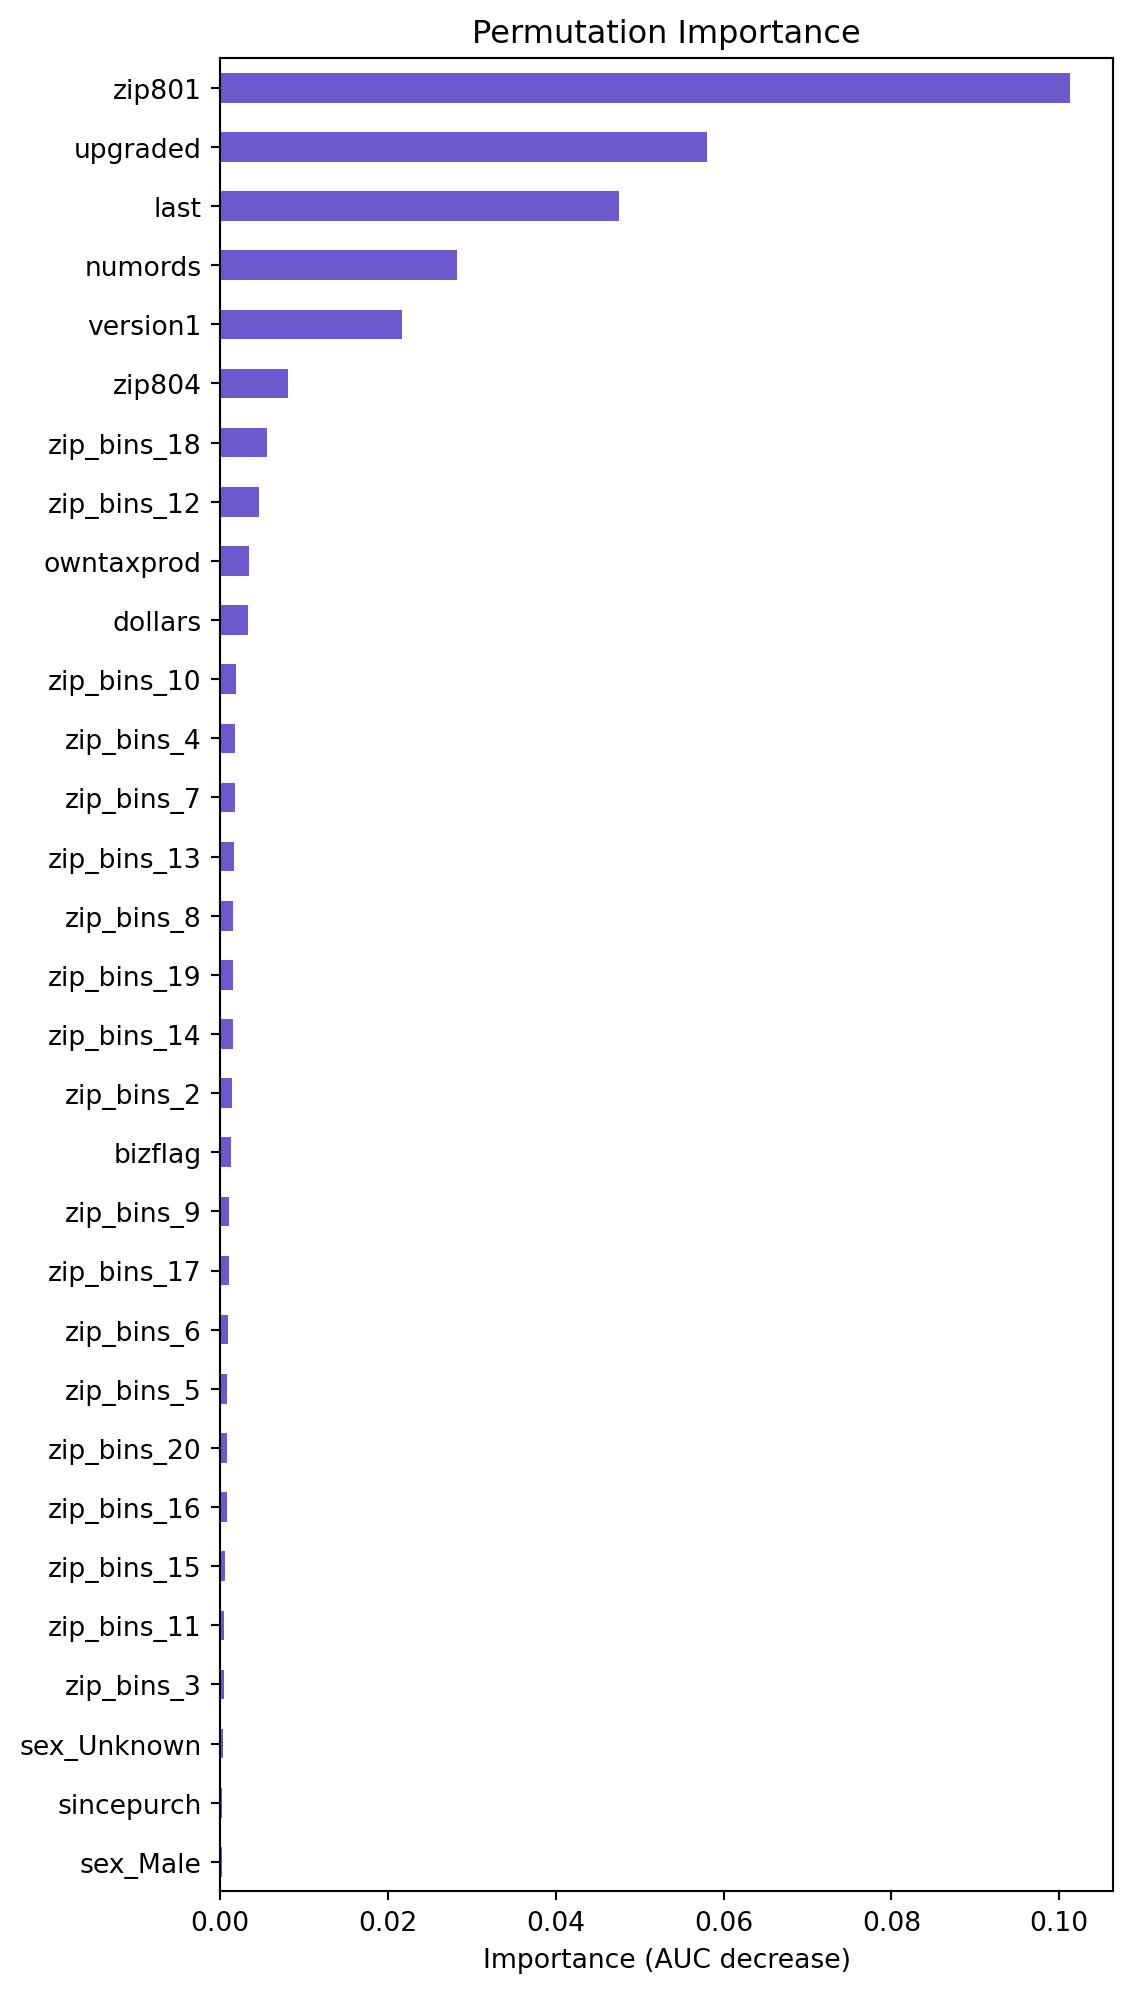 Permutation Importance
zip801
upgraded
last
numords
version1
zip804
zip_bins_18
zip_bins_12
owntaxprod
dollars
zip_bins_10
zip_bins_4
zip_bins_7
zip_bins_13
zip_bins_8
zip_bins_19
zip_bins_14
zip_bins_2
bizflag
zip_bins_9
zip_bins_17
zip_bins_6
zip_bins_5
zip_bins_20
zip_bins_16
zip_bins_15
zip_bins_11
zip_bins_3
sex_Unknown
sincepurch
sex_Male
0.00 0.02 0.04 0.06 0.08 0.10
Importance (AUC decrease)